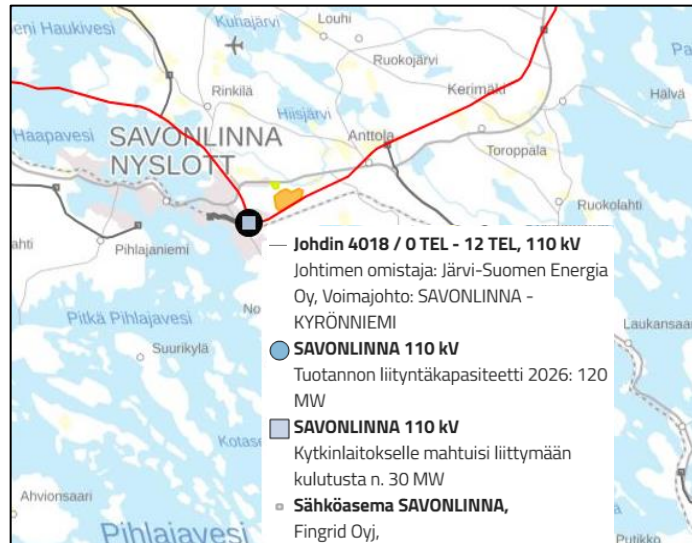 eni Haukivesi
Kuhajärvi
Louhi
Ruokojärvi
Pa
Rinkilä
Kerimäki
Hälvä
Hiisjärvi
Haapavesi
SAVONLINNA
NYSLOTT
Anttola
Toroppala
Ruokolahti
ahti
Pihlajaniemi
No
Pitkä Pihlajavesi
Suurikylä
Laukansaar
Kotase
Ahvionsaari
Pihlajavesi
Putikko
Johdin 4018 / 0 TEL - 12 TEL, 110 kV
Johtimen omistaja: Järvi-Suomen Energia
Oy, Voimajohto: SAVONLINNA -
KYRÖNNIEMI
SAVONLINNA 110 kV
Tuotannon liityntäkapasiteetti 2026: 120
MW
SAVONLINNA 110 kV
Kytkinlaitokselle mahtuisi liittymään
kulutusta n. 30 MW
Sähköasema SAVONLINNA,
Fingrid Oyj,